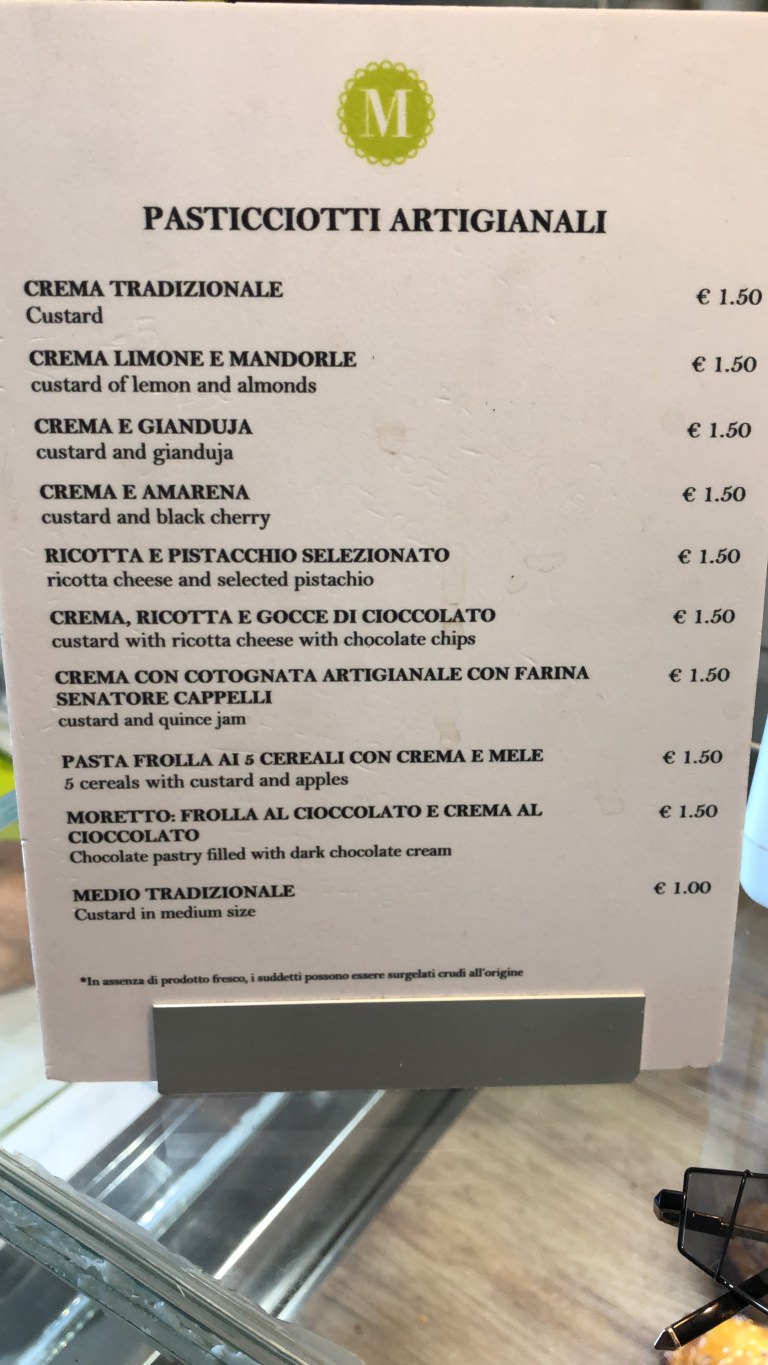 M
PASTICCIOTTI ARTIGIANALI
CREMA TRADIZIONALE € 1.50
Custard
CREMA LIMONE E MANDORLE € 1.50
custard of lemon and almonds
CREMA E GIANDUJA € 1.50
custard and gianduja
CREMA E AMARENA € 1.50
custard and black cherry
RICOTTA E PISTACCHIO SELEZIONATO € 1.50
ricotta cheese and selected pistachio
CREMA, RICOTTA E GOCCE DI CIOCCOLATO € 1.50
custard with ricotta cheese with chocolate chips
CREMA CON COTOGNATA ARTIGIANALE CON FARINA € 1.50
SENATORE CAPPELLI
custard and quince jam
PASTA FROLLA AI 5 CEREALI CON CREMA E MELE € 1.50
5 cereals with custard and apples
MORETTO: FROLLA AL CIOCCOLATO E CREMA AL € 1.50
CIOCCOLATO
Chocolate pastry filled with dark chocolate cream
MEDIO TRADIZIONALE € 1.00
Custard in medium size
*In assenza di prodotto fresco, i suddetti possono essere surgelati crudi all'origine